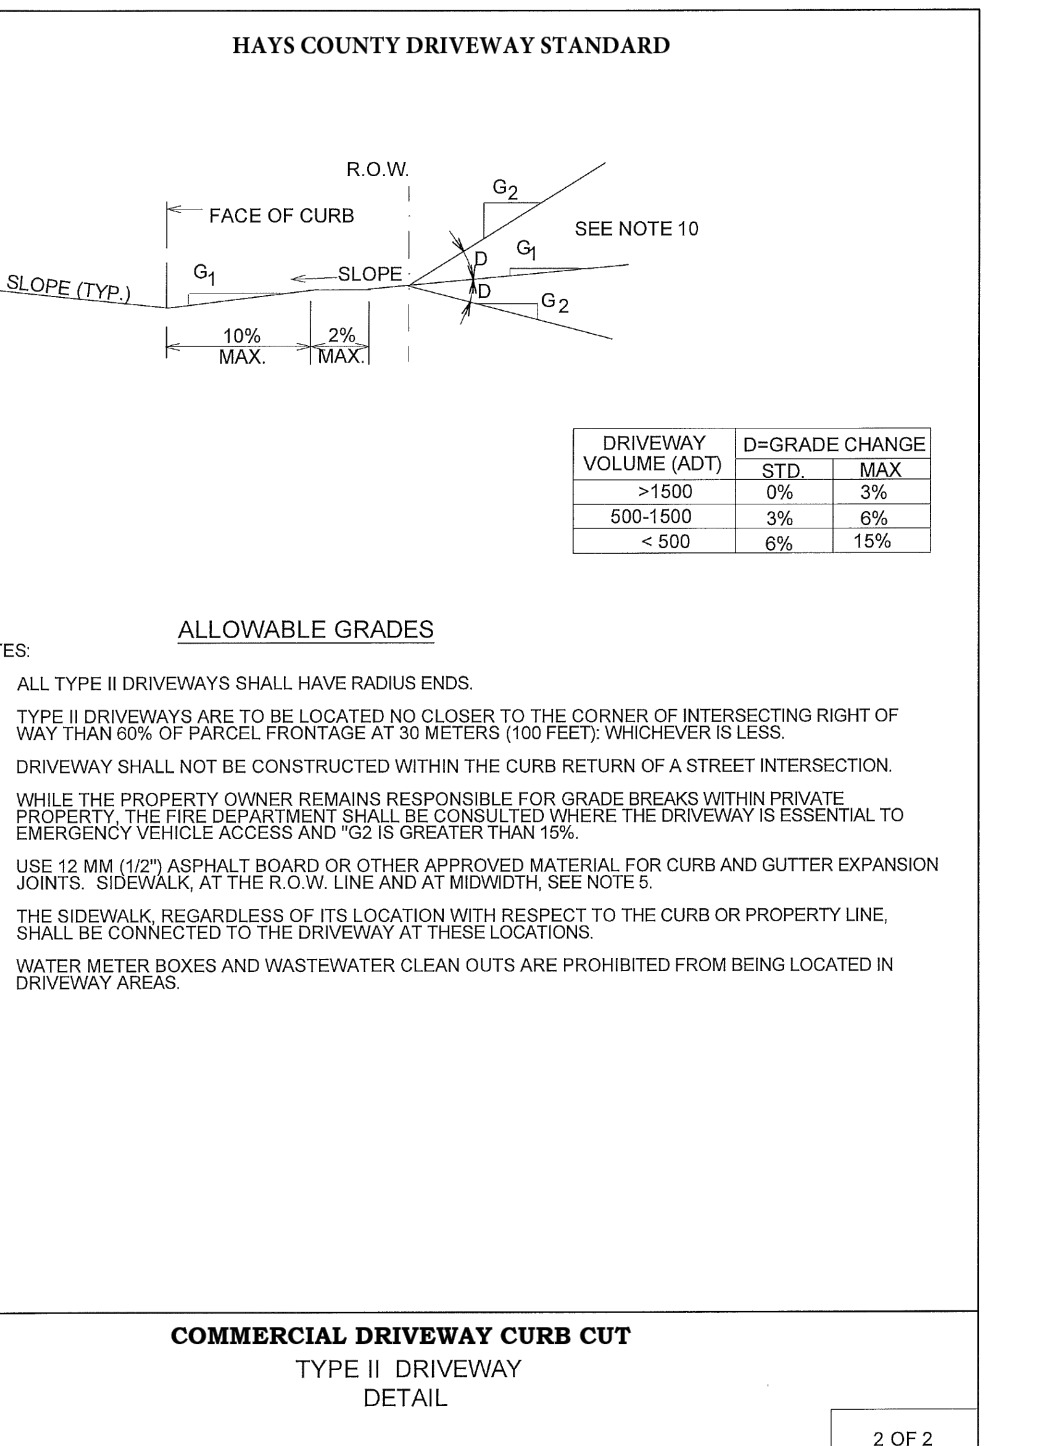 HAYS COUNTY DRIVEWAY STANDARD
R.O.W.
G2
FACE OF CURB
SEE NOTE 10
D
G1
G1
SLOPE
SLOPE (TYP.)
D
G2
10%
MAX.
2%
MAX.
DRIVEWAY
VOLUME (ADT)
D=GRADE CHANGE
STD. MAX
>1500 0% 3%
500-1500 3% 6%
< 500 6% 15%
ALLOWABLE GRADES
TES:
ALL TYPE II DRIVEWAYS SHALL HAVE RADIUS ENDS.
TYPE II DRIVEWAYS ARE TO BE LOCATED NO CLOSER TO THE CORNER OF INTERSECTING RIGHT OF
WAY THAN 60% OF PARCEL FRONTAGE AT 30 METERS (100 FEET): WHICHEVER IS LESS.
DRIVEWAY SHALL NOT BE CONSTRUCTED WITHIN THE CURB RETURN OF A STREET INTERSECTION.
WHILE THE PROPERTY OWNER REMAINS RESPONSIBLE FOR GRADE BREAKS WITHIN PRIVATE
PROPERTY, THE FIRE DEPARTMENT SHALL BE CONSULTED WHERE THE DRIVEWAY IS ESSENTIAL TO
EMERGENCY VEHICLE ACCESS AND "G2 IS GREATER THAN 15%.
USE 12 MM (1/2") ASPHALT BOARD OR OTHER APPROVED MATERIAL FOR CURB AND GUTTER EXPANSION
JOINTS. SIDEWALK, AT THE R.O.W. LINE AND AT MIDWIDTH, SEE NOTE 5.
THE SIDEWALK, REGARDLESS OF ITS LOCATION WITH RESPECT TO THE CURB OR PROPERTY LINE,
SHALL BE CONNECTED TO THE DRIVEWAY AT THESE LOCATIONS.
WATER METER BOXES AND WASTEWATER CLEAN OUTS ARE PROHIBITED FROM BEING LOCATED IN
DRIVEWAY AREAS.
COMMERCIAL DRIVEWAY CURB CUT
TYPE II DRIVEWAY
DETAIL
2 OF 2